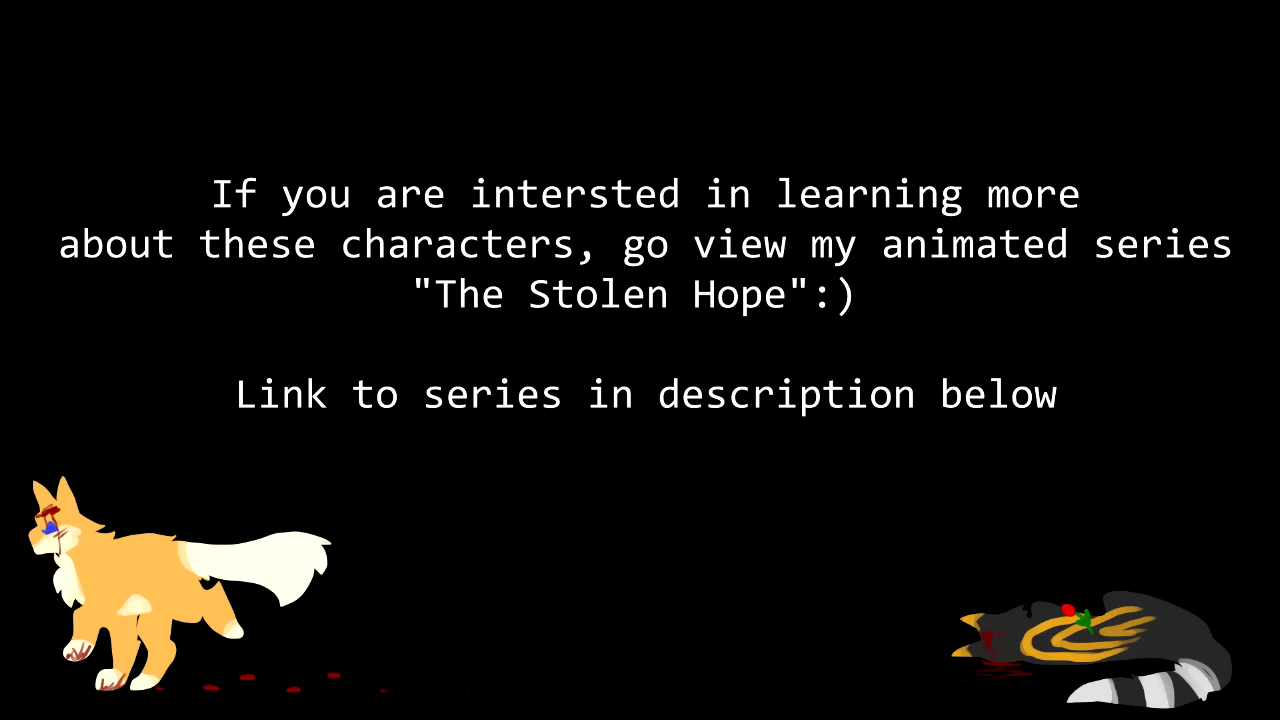 If you are intersted in learning more
about these characters, go view my animated series
"The Stolen Hope":)
Link to series in description below